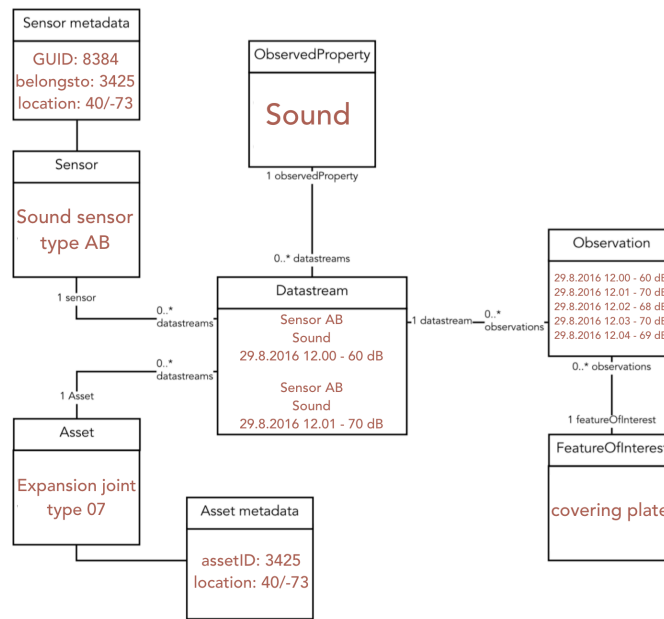 Sensor metadata
GUID: 8384
belongsto: 3425
location: 40/-73
ObservedProperty
Sound
1 observedProperty
Sensor
Sound sensor
type AB
1 sensor
0..*
datastreams
0..* datastreams
Datastream
Sensor AB
Sound
29.8.2016 12.00 - 60 dB
Sensor AB
Sound
29.8.2016 12.01 - 70 dB
1 datastream
0..*
observations
Observation
29.8.2016 12.00 - 60 dB
29.8.2016 12.01 - 70 dB
29.8.2016 12.02 - 68 dB
29.8.2016 12.03 - 70 dB
29.8.2016 12.04 - 69 dB
0..* observations
1 featureOfInterest
FeatureOfInterest
covering plate
0..*
datastreams
1 Asset
Asset
Expansion joint
type 07
Asset metadata
assetID: 3425
location: 40/-73